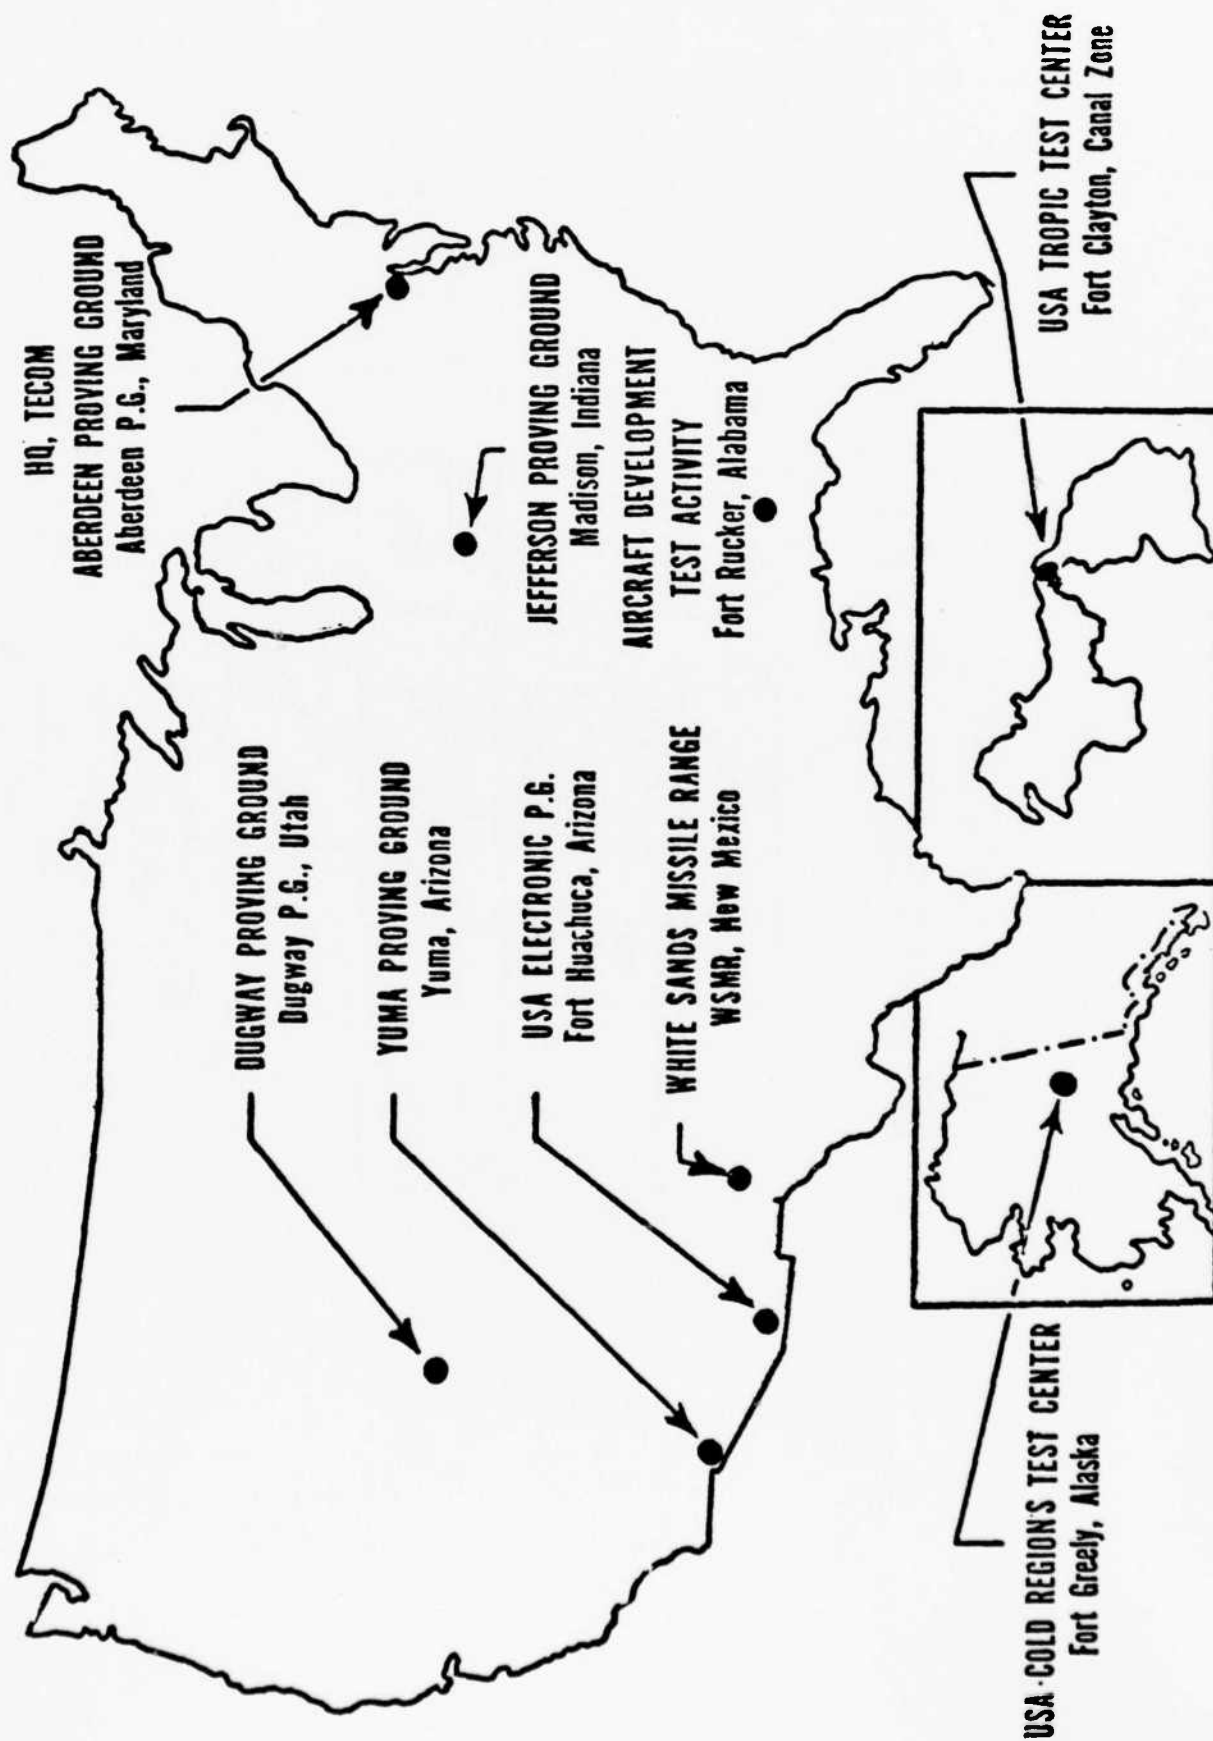 HQ, TECOM
ABERDEEN PROVING GROUND
Aberdeen P.G., Maryland
DUGWAY PROVING GROUND
Dugway P.G., Utah
YUMA PROVING GROUND
Yuma, Arizona
USA ELECTRONIC P.G.
Fort Huachuca, Arizona
WHITE SANDS MISSILE RANGE
WSMR, New Mexico
JEFFERSON PROVING GROUND
Madison, Indiana
AIRCRAFT DEVELOPMENT
TEST ACTIVITY
Fort Rucker, Alabama
USA COLD REGIONS TEST CENTER
Fort Greely, Alaska
USA TROPIC TEST CENTER
Fort Clayton, Canal Zone